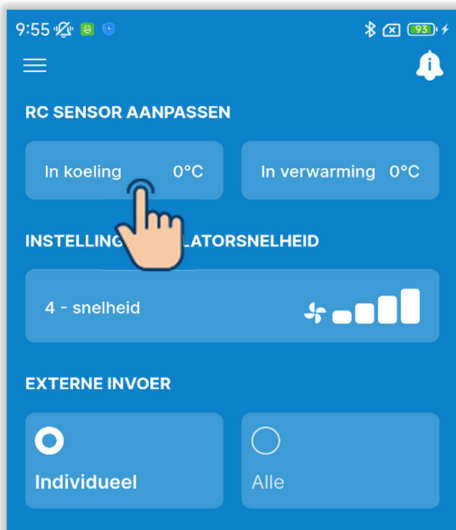 9:55
93
RC SENSOR AANPASSEN
In koeling 0°C
In verwarming 0°C
INSTELLING LATORSNELHEID
4 - snelheid
EXTERNE INVOER
Individueel
Alle